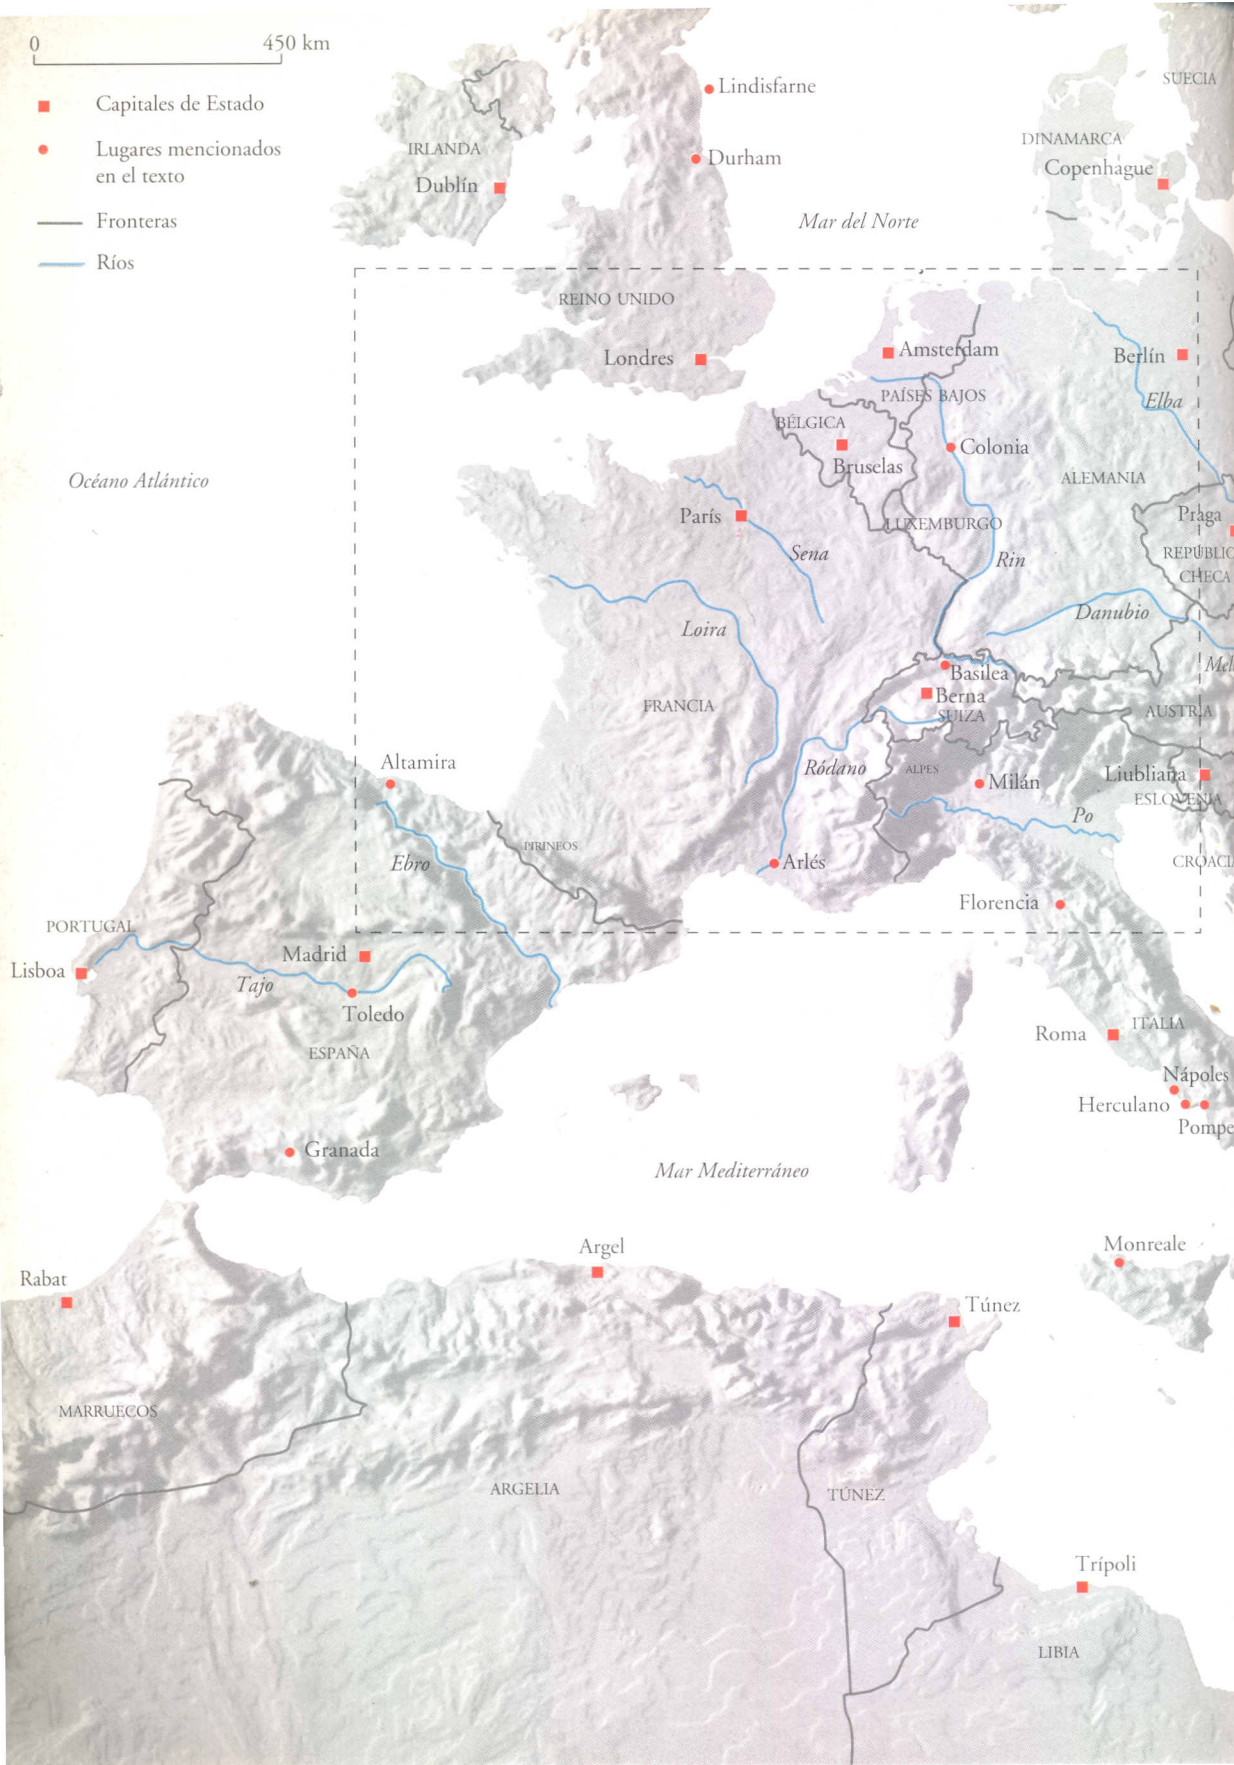 0 450 km
Capitales de Estado
Lugares mencionados
en el texto
Fronteras
Ríos
Lindisfarne
SUECIA
IRLANDA
Durham
DINAMARCA
Dublín
Copenhague
Mar del Norte
REINO UNIDO
Londres
Amsterdam
Berlín
PAÍSES BAJOS
Elba
BÉLGICA
Colonia
Bruselas
Océano Atlántico
ALEMANIA
París
LUXEMBURGO
Praga
Sena
Rin
REPÚBLIC
CHECA
Danubio
Loira
Basilea
Mel
Berna
FRANCIA
SUIZA
AUSTRIA
Altamira
Ródano
ALPES
Milán
Liubliana
ESLOVENIA
Po
PIRINEOS
Ebro
Arlés
CROACIA
Florencia
PORTUGAL
Madrid
Lisboa
Tajo
Toledo
Roma
ITALIA
ESPAÑA
Nápoles
Herculano
Pompe
Granada
Mar Mediterráneo
Argel
Monreale
Rabat
Túnez
MARRUECOS
ARGELIA
TÚNEZ
Trípoli
LIBIA